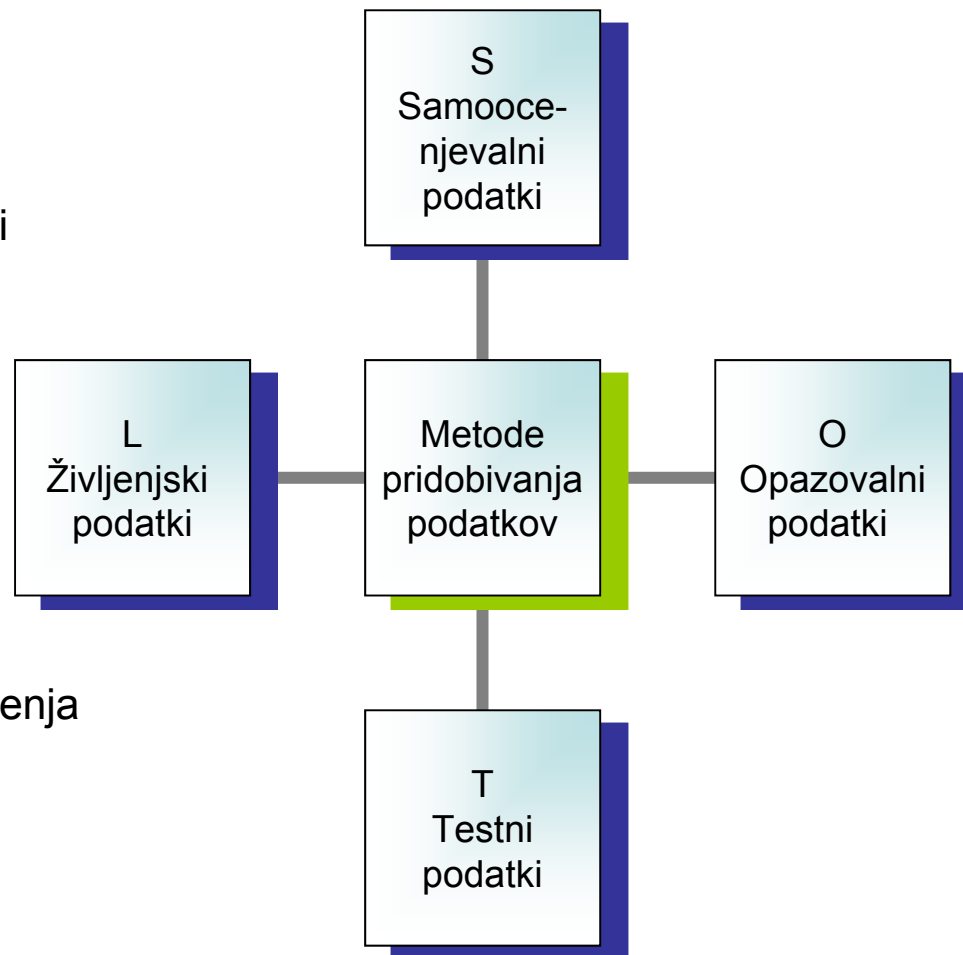 S
Samooce-
njevalni
podatki
i
L
Življenjski
podatki
Metode
pridobivanja
podatkov
O
Opazovalni
podatki
enja
T
Testni
podatki